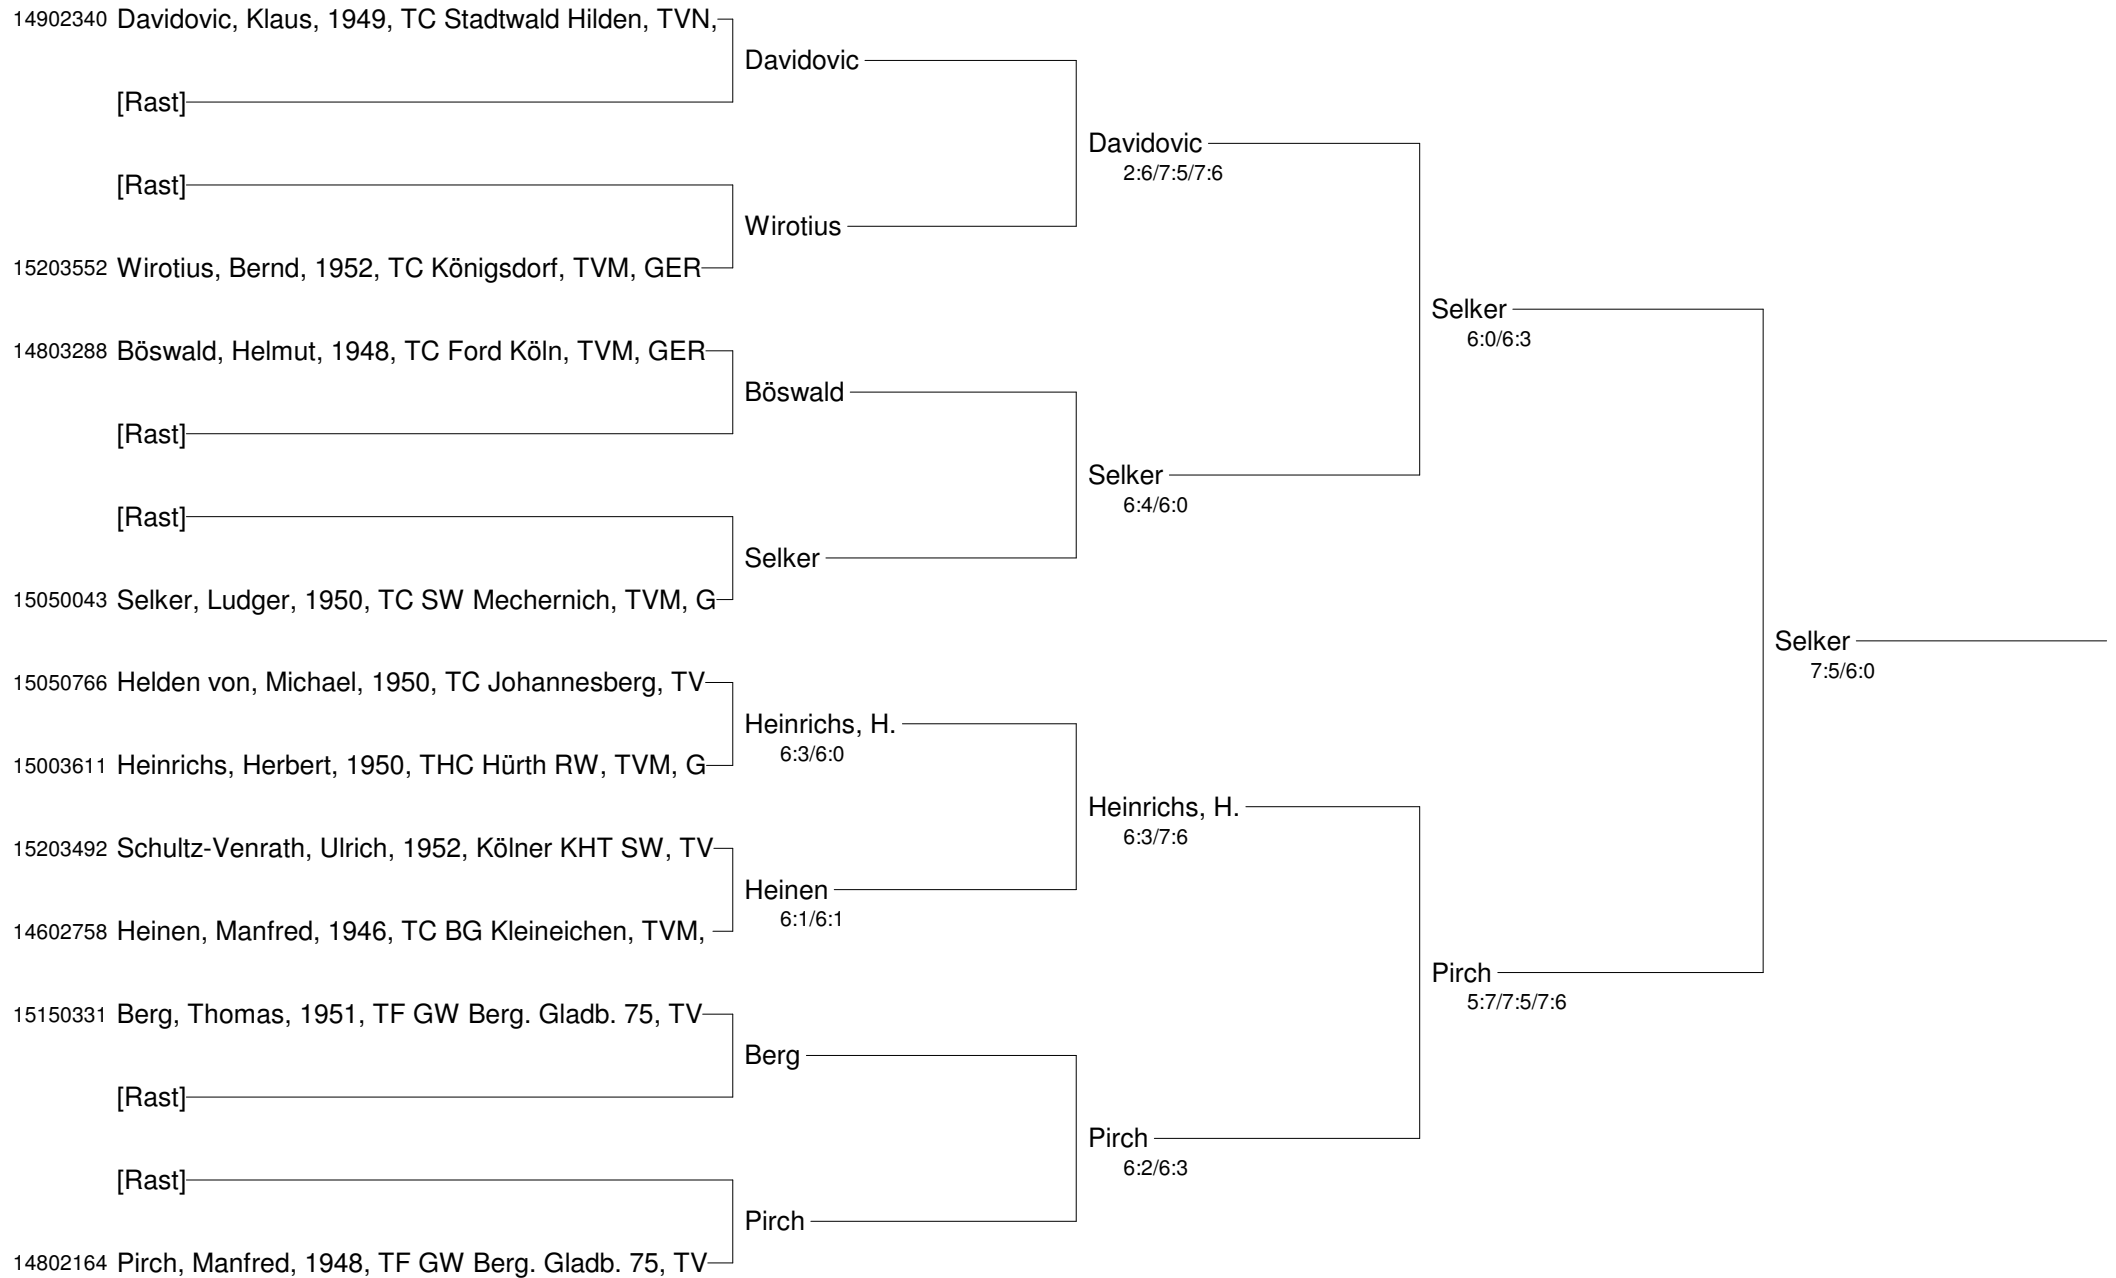 14902340 Davidovic, Klaus, 1949, TC Stadtwald Hilden, TVN,
Davidovic
[Rast]
Davidovic
2:6/7:5/7:6
[Rast]
Wirotius
15203552 Wirotius, Bernd, 1952, TC Königsdorf, TVM, GER
Selker
6:0/6:3
14803288 Böswald, Helmut, 1948, TC Ford Köln, TVM, GER
Böswald
[Rast]
Selker
6:4/6:0
[Rast]
Selker
15050043 Selker, Ludger, 1950, TC SW Mechernich, TVM, G
Selker
7:5/6:0
15050766 Helden von, Michael, 1950, TC Johannesberg, TV
Heinrichs, H.
6:3/6:0
15003611 Heinrichs, Herbert, 1950, THC Hürth RW, TVM, G
Heinrichs, H.
6:3/7:6
15203492 Schultz-Venrath, Ulrich, 1952, Kölner KHT SW, TV
Heinen
6:1/6:1
14602758 Heinen, Manfred, 1946, TC BG Kleineichen, TVM,
Pirch
5:7/7:5/7:6
15150331 Berg, Thomas, 1951, TF GW Berg. Gladb. 75, TV
Berg
[Rast]
Pirch
6:2/6:3
[Rast]
Pirch
14802164 Pirch, Manfred, 1948, TF GW Berg. Gladb. 75, TV